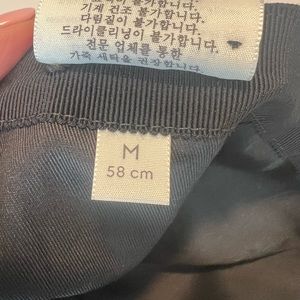 기계 건조 불가합니다.
다림질이 불가합니다.
드라이클리닝이 불가합니다.
전문 업체를 통한
가죽 세탁을 권장합니다.
M
58 cm